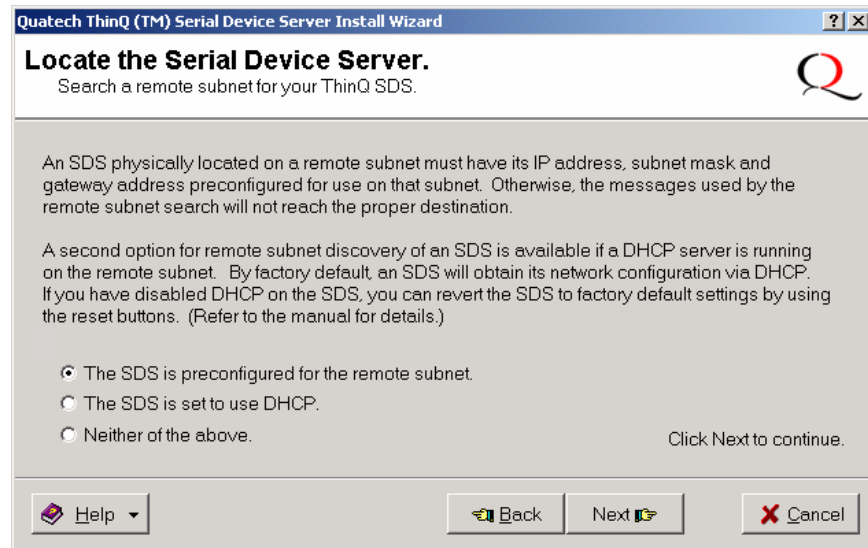 Quatech ThinQ (TM) Serial Device Server Install Wizard
Locate the Serial Device Server.
Search a remote subnet for your ThinQ SDS.
An SDS physically located on a remote subnet must have its IP address, subnet mask and
gateway address preconfigured for use on that subnet. Otherwise, the messages used by the
remote subnet search will not reach the proper destination.
A second option for remote subnet discovery of an SDS is available if a DHCP server is running
on the remote subnet. By factory default, an SDS will obtain its network configuration via DHCP.
If you have disabled DHCP on the SDS, you can revert the SDS to factory default settings by using
the reset buttons. (Refer to the manual for details.)
The SDS is preconfigured for the remote subnet.
The SDS is set to use DHCP.
Neither of the above.
Click Next to continue.
Help
Back
Next
Cancel